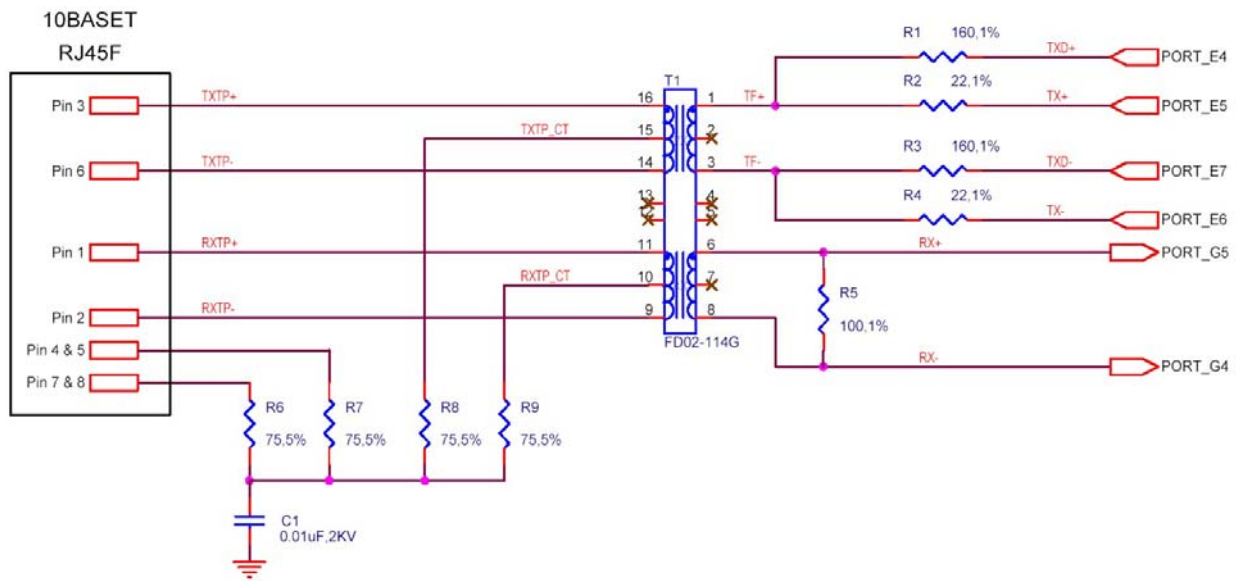 10BASET
RJ45F
Pin 3
Pin 6
Pin 1
Pin 2
Pin 4 & 5
Pin 7 & 8
TXTP+
TXTP_CT
TXTP-
RXTP+
RXTP_CT
RXTP-
T1
16
15
14
13
11
10
9
1
2
3
4
5
6
7
8
FD02-114G
TF+
TF-
R1 160,1%
TXD+
PORT_E4
R2 22,1%
TX+
PORT_E5
R3 160,1%
TXD-
PORT_E7
R4 22,1%
TX-
PORT_E6
RX+
PORT_G5
R5
100,1%
RX-
PORT_G4
R6
75,5%
R7
75,5%
R8
75,5%
R9
75,5%
C1
0.01uF,2KV